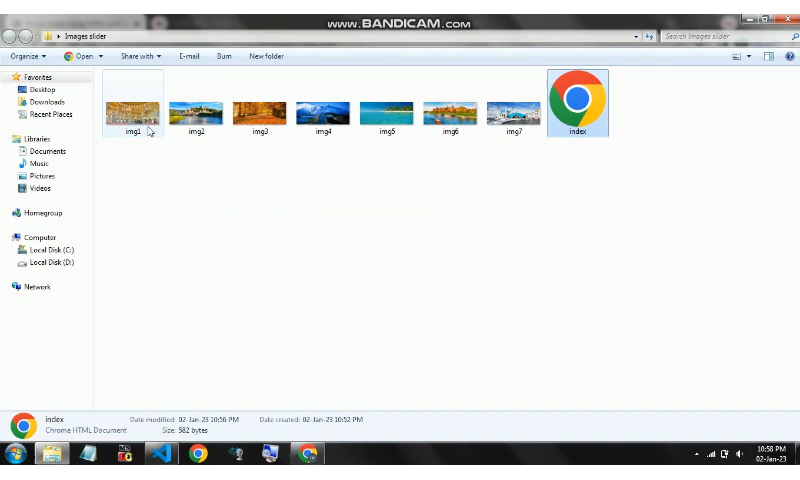 www.BANDICAM.com
Images slider
Search Images slider
Organize
Open
Share with
E-mail
Burn
New folder
Favorites
Desktop
Downloads
Recent Places
Libraries
Documents
Music
Pictures
Videos
Homegroup
Computer
Local Disk (C:)
Local Disk (D:)
Network
img1
img2
img3
img4
img5
img6
img7
index
index
Date modified: 02-Jan-23 10:56 PM
Date created: 02-Jan-23 10:52 PM
Chrome HTML Document
Size: 582 bytes
10:58 PM
02-Jan-23